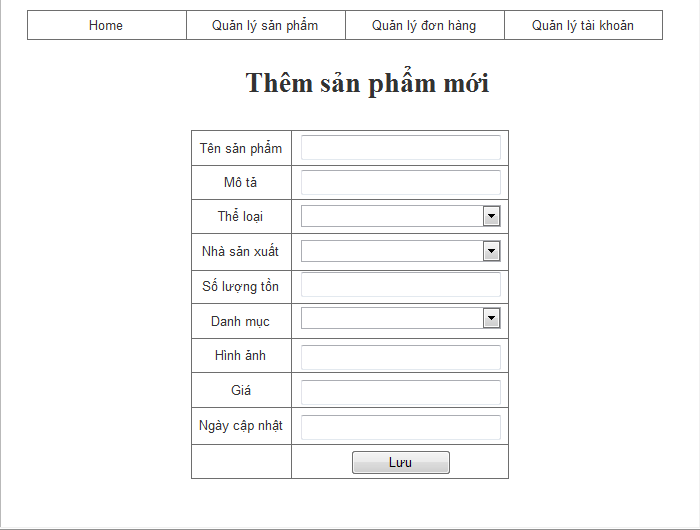 Home Quản lý sản phẩm Quản lý đơn hàng Quản lý tài khoản
Thêm sản phẩm mới
Tên sản phẩm
Mô tả
Thể loại
Nhà sản xuất
Số lượng tồn
Danh mục
Hình ảnh
Giá
Ngày cập nhật
Lưu